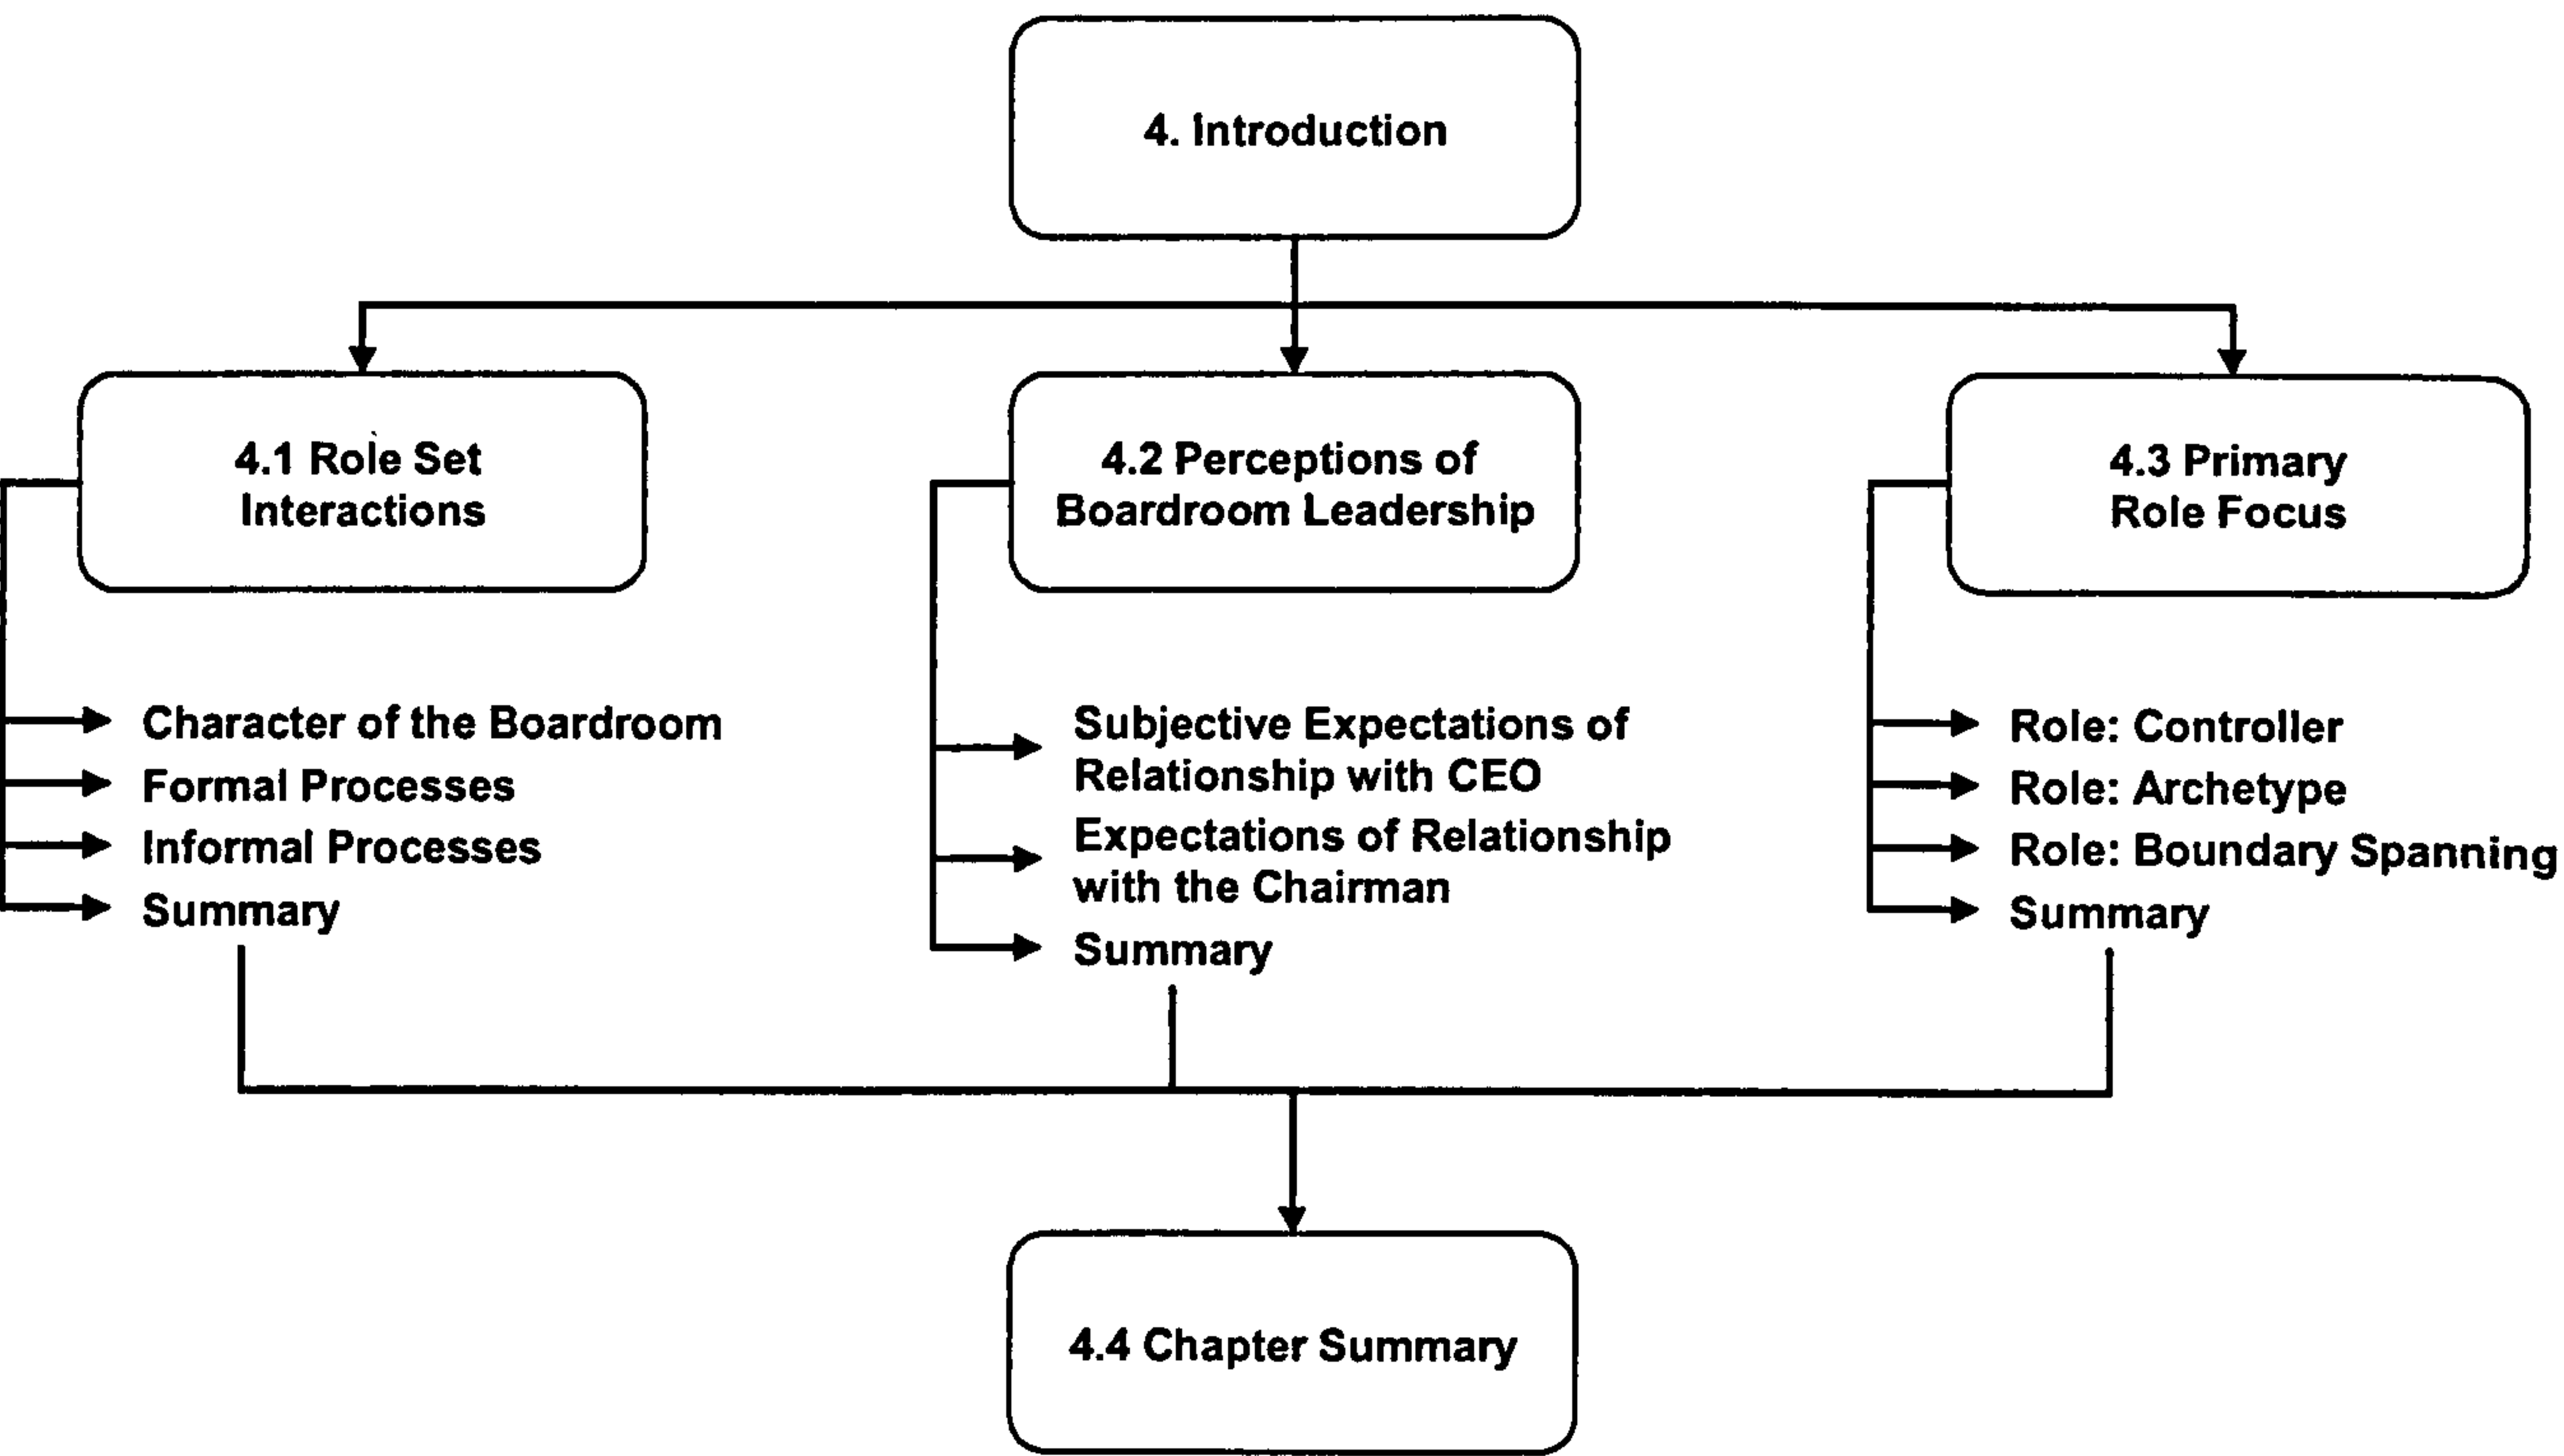 4. Introduction
4.1 Role Set
Interactions
4.2 Perceptions of
Boardroom Leadership
4.3 Primary
Role Focus
Character of the Boardroom
Formal Processes
Informal Processes
Summary
Subjective Expectations of
Relationship with CEO
Expectations of Relationship
with the Chairman
Summary
Role: Controller
Role: Archetype
Role: Boundary Spanning
Summary
4.4 Chapter Summary